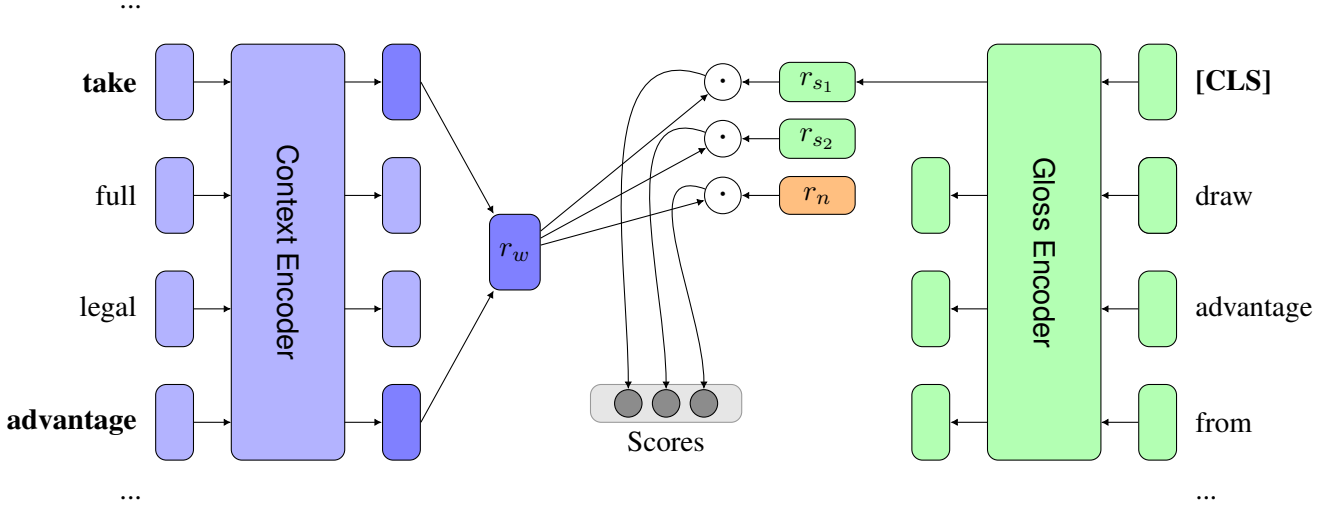 ...
take
full
legal
advantage
...
Context Encoder
r_w
·
·
·
r_{s_1}
r_{s_2}
r_n
Scores
Gloss Encoder
[CLS]
draw
advantage
from
...